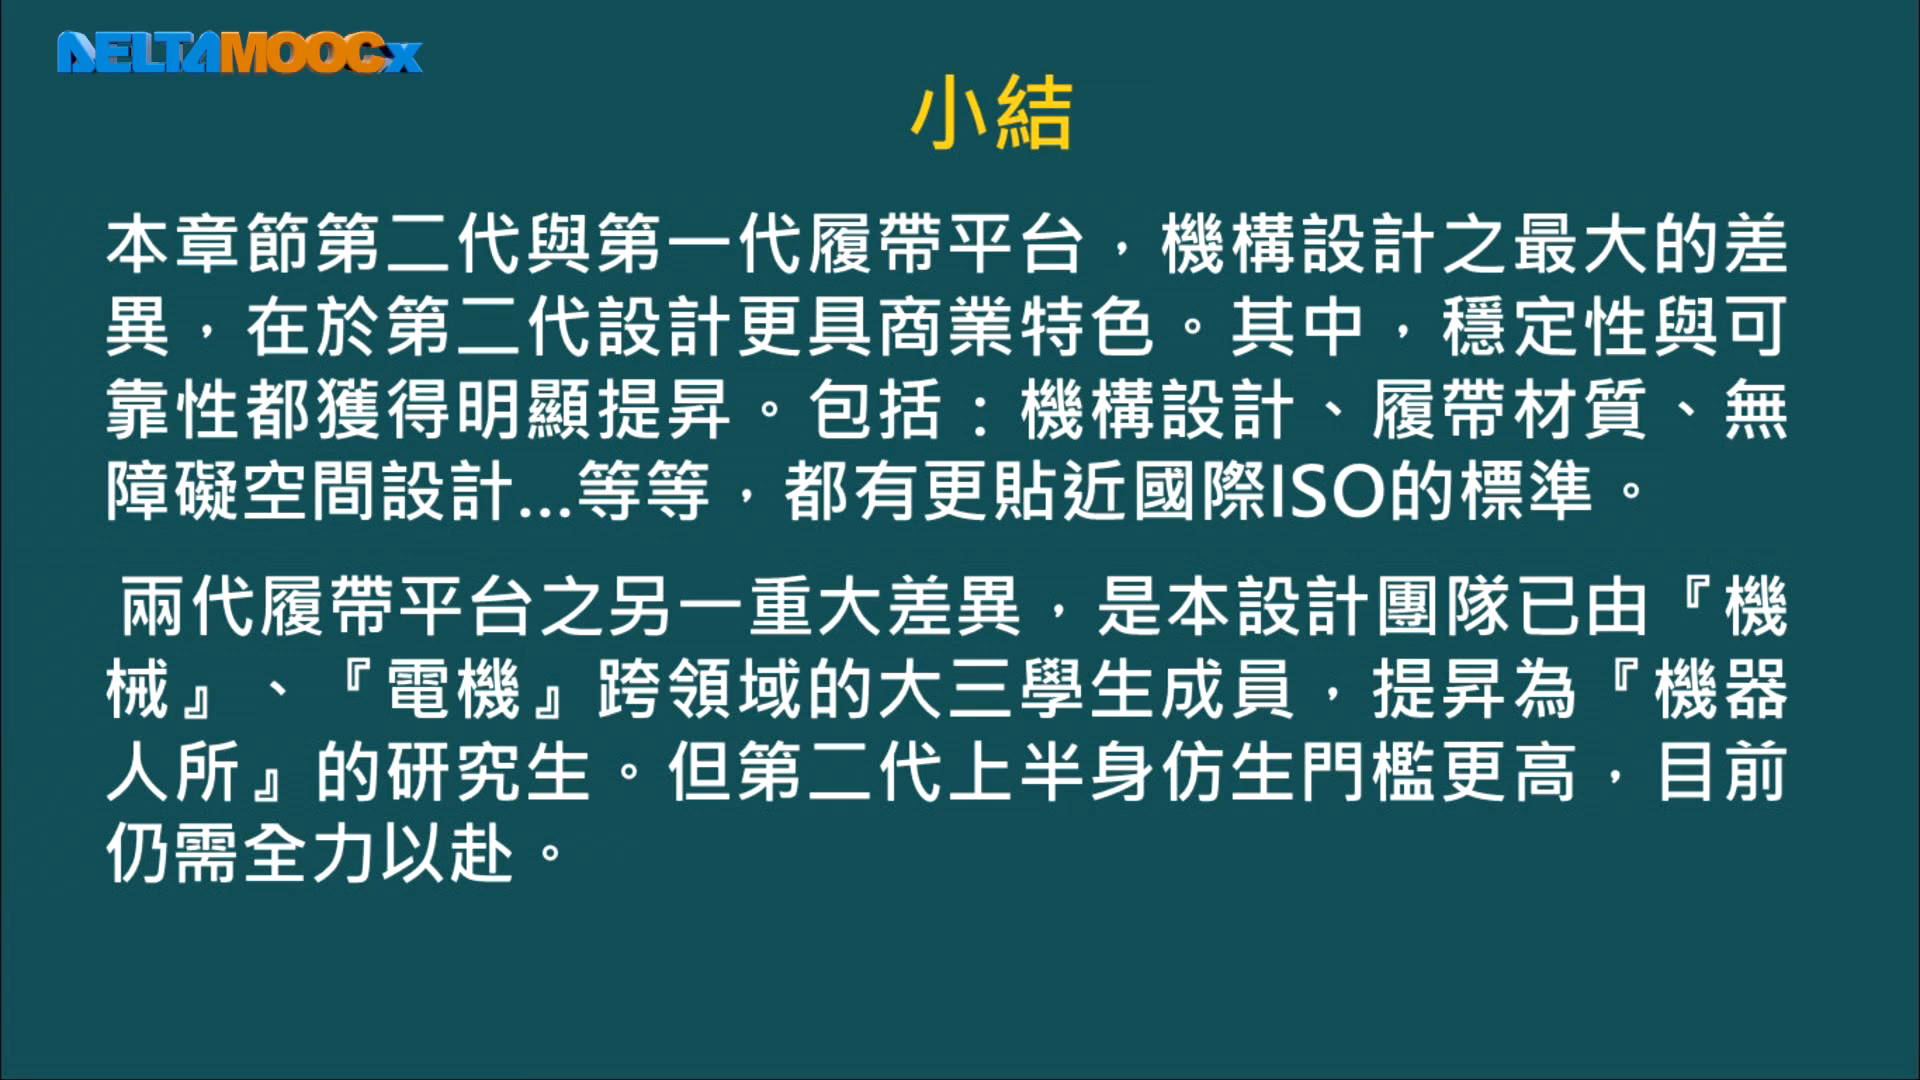 DELTAMOOCx
小結
本章節第二代與第一代履帶平台，機構設計之最大的差
異，在於第二代設計更具商業特色。其中，穩定性與可
靠性都獲得明顯提昇。包括：機構設計、履帶材質、無
障礙空間設計...等等，都有更貼近國際ISO的標準。
兩代履帶平台之另一重大差異，是本設計團隊已由『機
械』、『電機』跨領域的大三學生成員，提昇為『機器
人所』的研究生。但第二代上半身仿生門檻更高，目前
仍需全力以赴。